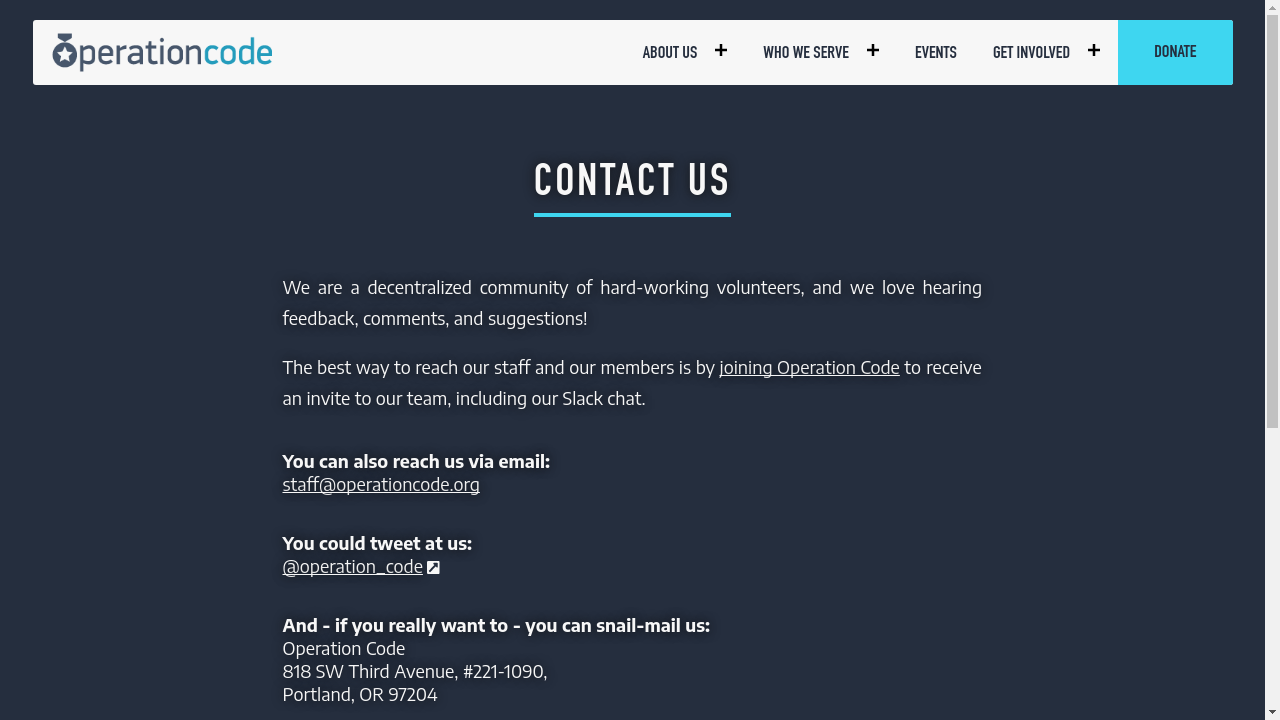 operationcode
ABOUT US
WHO WE SERVE
EVENTS
GET INVOLVED
DONATE
CONTACT US
We are a decentralized community of hard-working volunteers, and we love hearing
feedback, comments, and suggestions!
The best way to reach our staff and our members is by joining Operation Code to receive
an invite to our team, including our Slack chat.
You can also reach us via email:
staff@operationcode.org
You could tweet at us:
@operation_code
And - if you really want to - you can snail-mail us:
Operation Code
818 SW Third Avenue, #221-1090,
Portland, OR 97204